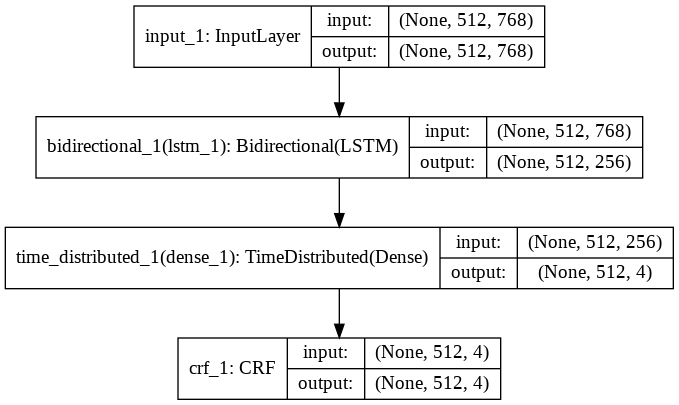 input_1: InputLayer
input:
(None, 512, 768)
output:
(None, 512, 768)
bidirectional_1(lstm_1): Bidirectional(LSTM)
input:
(None, 512, 768)
output:
(None, 512, 256)
time_distributed_1(dense_1): TimeDistributed(Dense)
input:
(None, 512, 256)
output:
(None, 512, 4)
crf_1: CRF
input:
(None, 512, 4)
output:
(None, 512, 4)